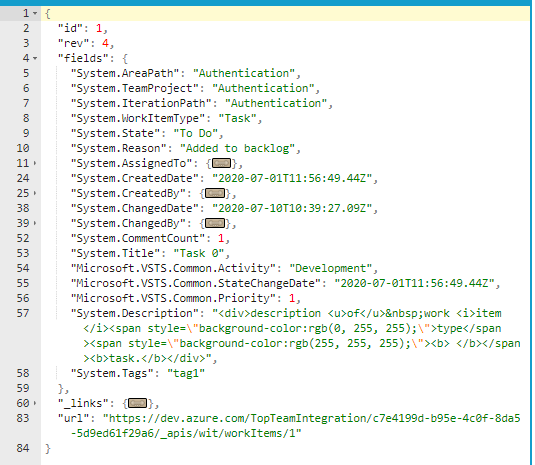 1 {
2 "id": 1,
3 "rev": 4,
4 "fields": {
5 "System.AreaPath": "Authentication",
6 "System.TeamProject": "Authentication",
7 "System.IterationPath": "Authentication",
8 "System.WorkItemType": "Task",
9 "System.State": "To Do",
10 "System.Reason": "Added to backlog",
11 "System.AssignedTo": {},
24 "System.CreatedDate": "2020-07-01T11:56:49.44Z",
25 "System.CreatedBy": {},
38 "System.ChangedDate": "2020-07-10T10:39:27.09Z",
39 "System.ChangedBy": {},
52 "System.CommentCount": 1,
53 "System.Title": "Task 0",
54 "Microsoft.VSTS.Common.Activity": "Development",
55 "Microsoft.VSTS.Common.StateChangeDate": "2020-07-01T11:56:49.44Z",
56 "Microsoft.VSTS.Common.Priority": 1,
57 "System.Description": "<div>description <u>of</u>&nbsp;work <i>item
</i><span style=\"background-color:rgb(0, 255, 255);\">type</span
><span style=\"background-color:rgb(255, 255, 255);\"><b> </b></span
><b>task.</b></div>",
58 "System.Tags": "tag1"
59 },
60 "_links": {},
83 "url": "https://dev.azure.com/TopTeamIntegration/c7e4199d-b95e-4c0f-8da5
-5d9ed61f29a6/_apis/wit/workItems/1"
84 }